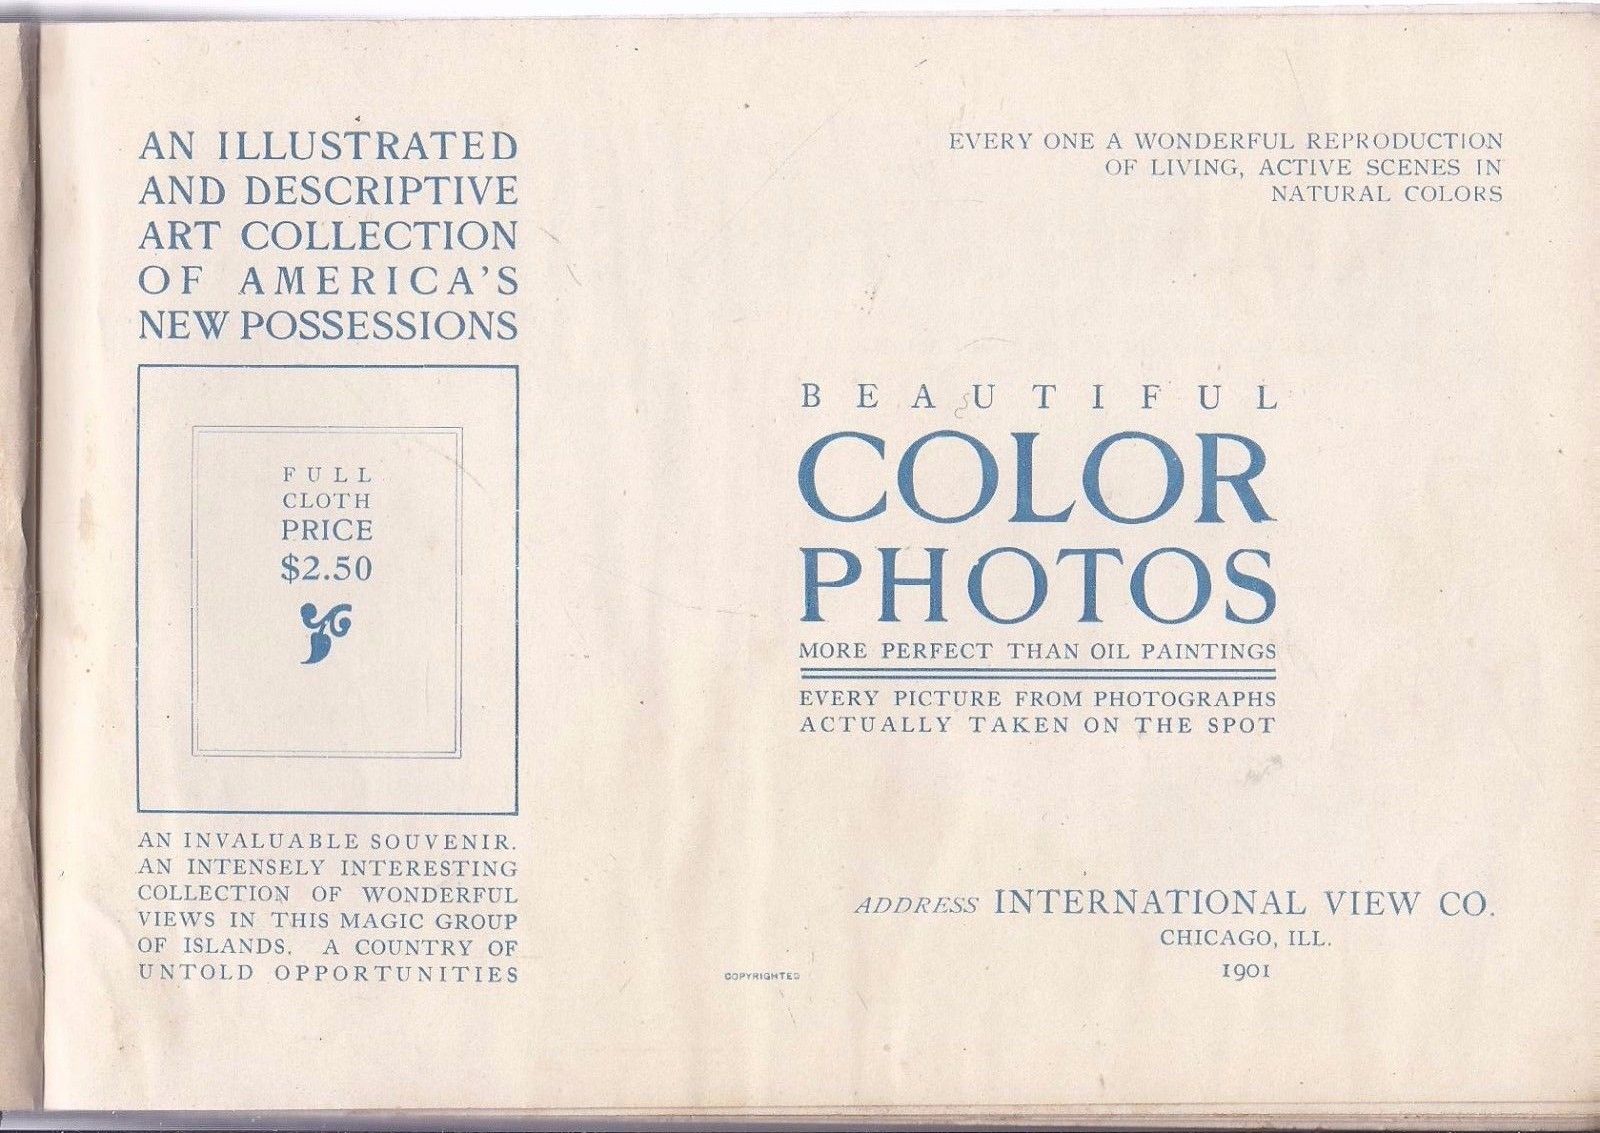 AN ILLUSTRATED
AND DESCRIPTIVE
ART COLLECTION
OF AMERICA'S
NEW POSSESSIONS
FULL
CLOTH
PRICE
$2.50
AN INVALUABLE SOUVENIR.
AN INTENSELY INTERESTING
COLLECTION OF WONDERFUL
VIEWS IN THIS MAGIC GROUP
OF ISLANDS. A COUNTRY OF
UNTOLD OPPORTUNITIES
EVERY ONE A WONDERFUL REPRODUCTION
OF LIVING, ACTIVE SCENES IN
NATURAL COLORS
BEAUTIFUL
COLOR
PHOTOS
MORE PERFECT THAN OIL PAINTINGS
EVERY PICTURE FROM PHOTOGRAPHS
ACTUALLY TAKEN ON THE SPOT
ADDRESS INTERNATIONAL VIEW CO.
CHICAGO, ILL.
1901
COPYRIGHTED